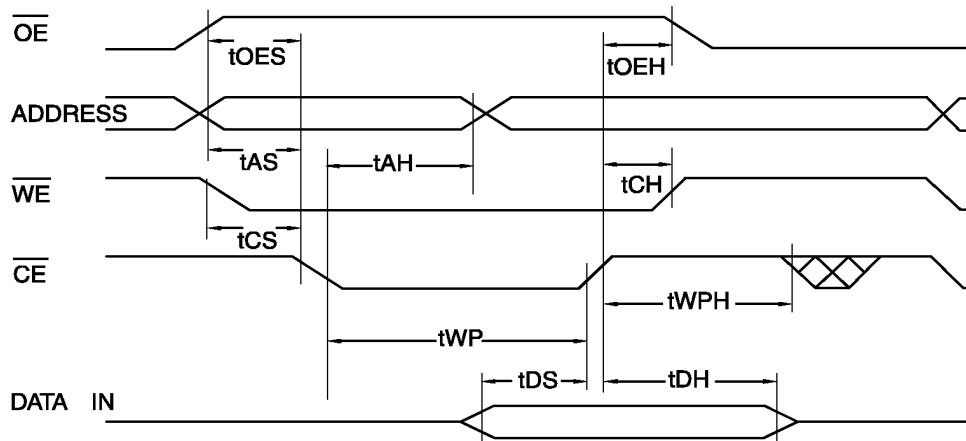 OE
tOES
tOEH
ADDRESS
tAS
tAH
tCH
WE
tCS
CE
tWPH
tWP
tDS
tDH
DATA IN